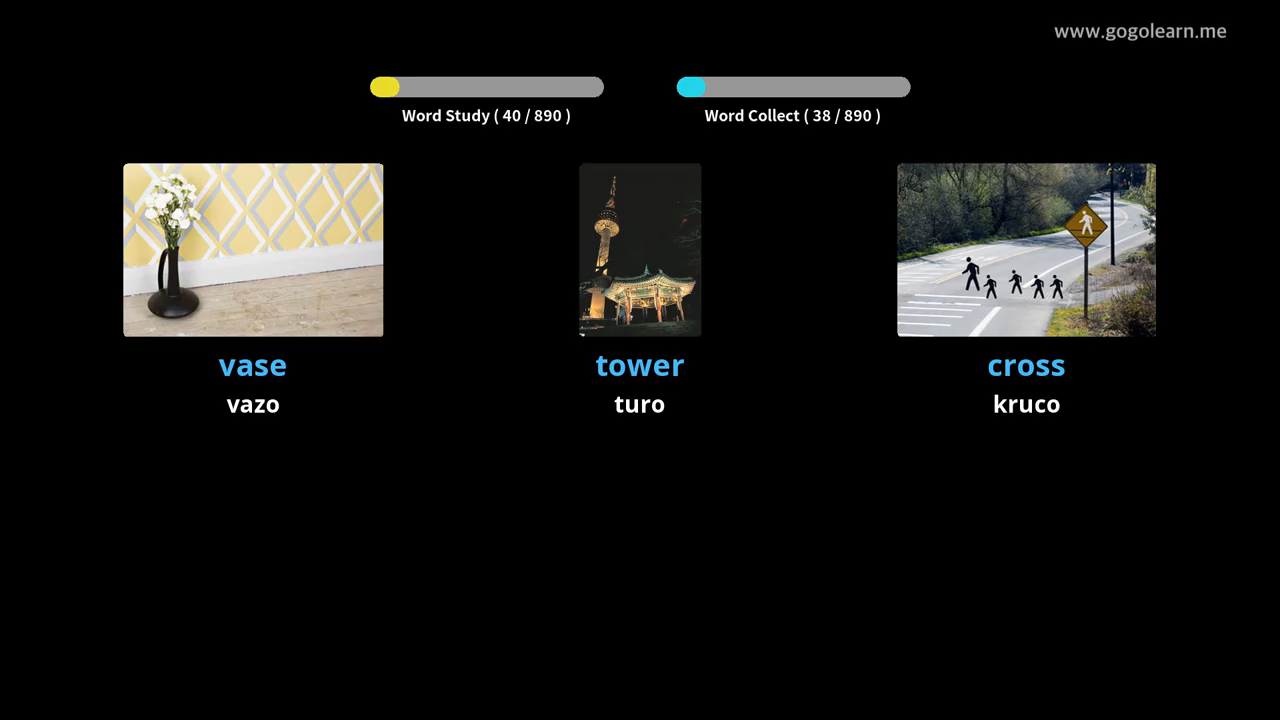 www.gogolearn.me
Word Study ( 40 / 890 )
Word Collect ( 38 / 890 )
vase
tower
cross
vazo
turo
kruco